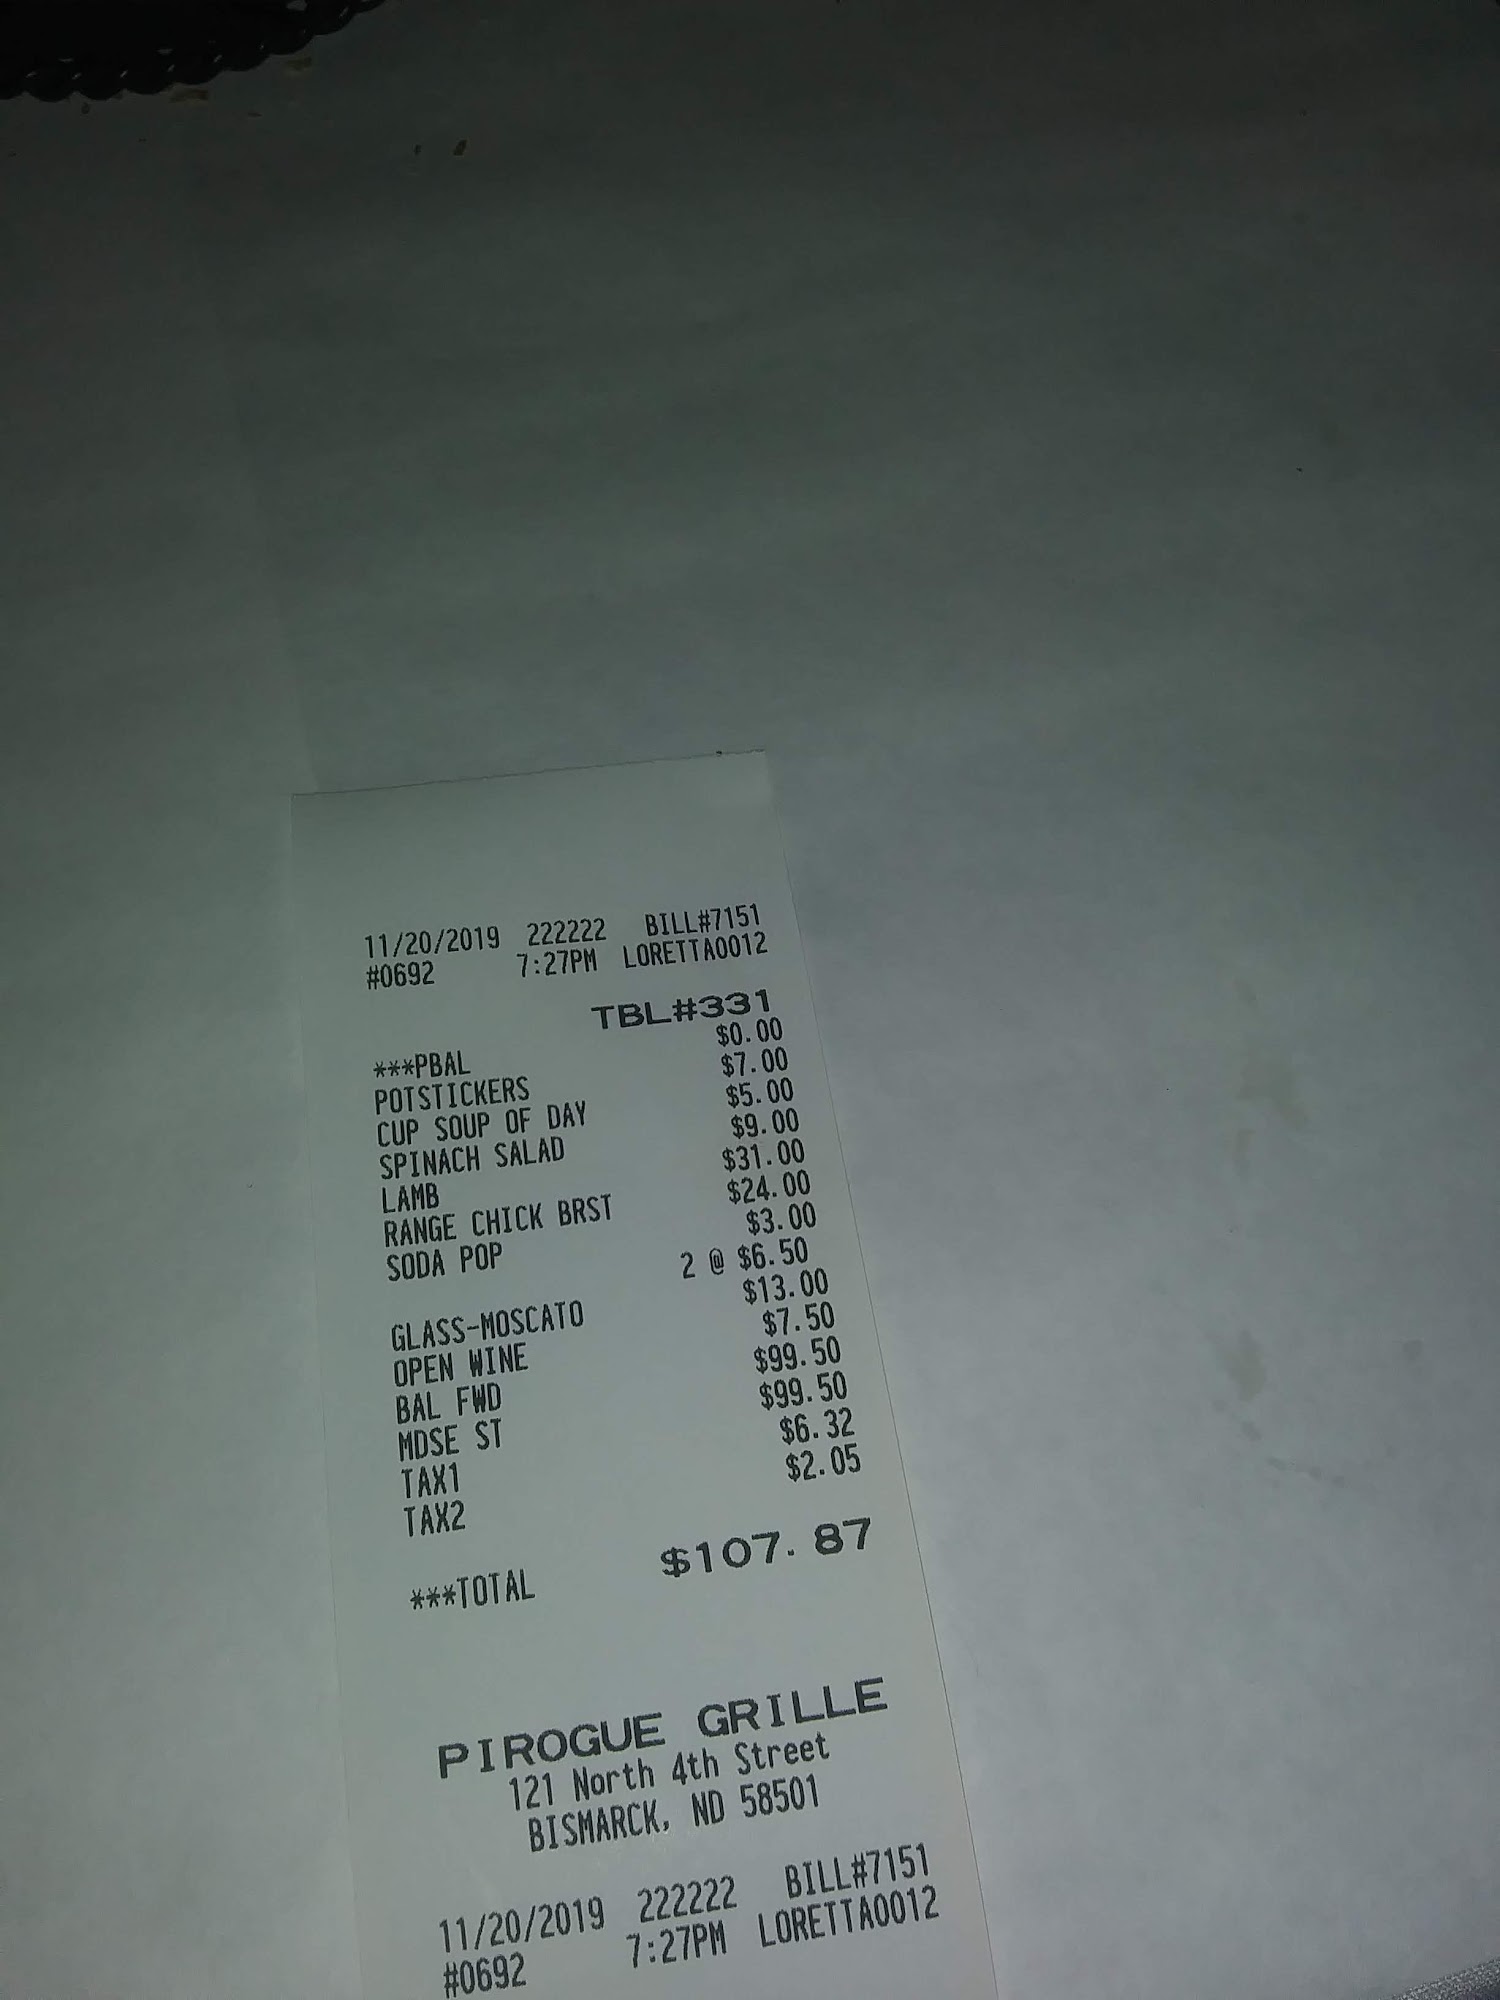 11/20/2019 222222 BILL#7151
#0692 7:27PM LORETTA0012
TBL#331
***PBAL $0.00
POTSTICKERS $7.00
CUP SOUP OF DAY $5.00
SPINACH SALAD $9.00
LAMB $31.00
RANGE CHICK BRST $24.00
SODA POP $3.00
2 @ $6.50
GLASS-MOSCATO $13.00
OPEN WINE $7.50
BAL FWD $99.50
MDSE ST $99.50
TAX1 $6.32
TAX2 $2.05
***TOTAL $107.87
PIROGUE GRILLE
121 North 4th Street
BISMARCK, ND 58501
11/20/2019 222222 BILL#7151
#0692 7:27PM LORETTA0012